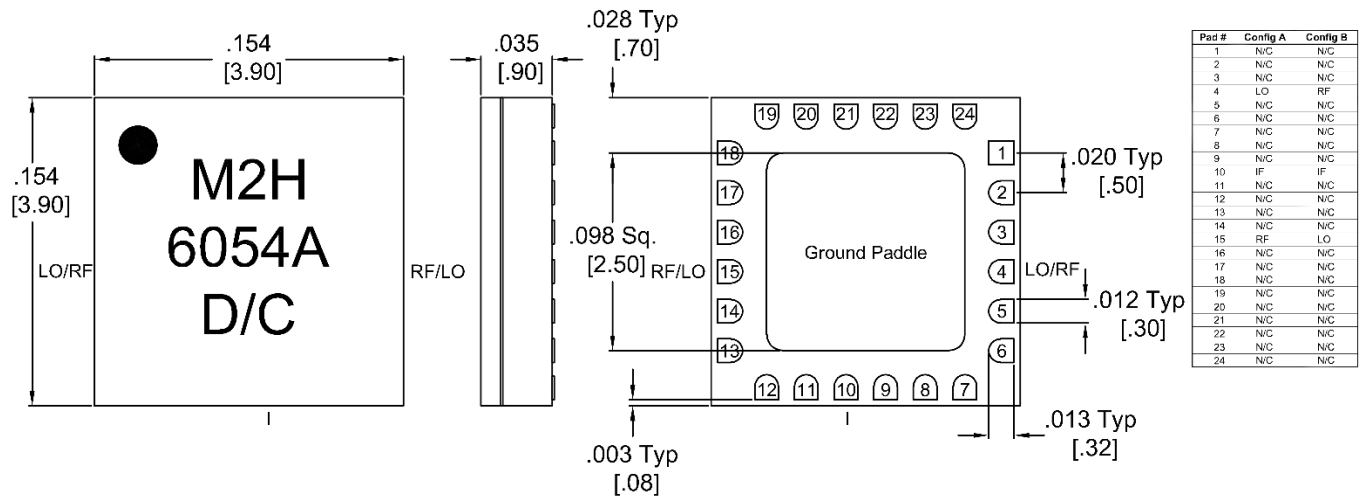 .154
[3.90]
.154
[3.90]
M2H
6054A
D/C
LO/RF
RF/LO
I
.035
[.90]
.028 Typ
[.70]
19 20 21 22 23 24
18
17
16
15
14
13
12 11 10 9 8 7
1
2
3
4
5
6
Ground Paddle
.098 Sq.
[2.50]
RF/LO
LO/RF
I
.020 Typ
[.50]
.012 Typ
[.30]
.013 Typ
[.32]
.003 Typ
[.08]
Pad # Config A Config B
1 N/C N/C
2 N/C N/C
3 N/C N/C
4 LO RF
5 N/C N/C
6 N/C N/C
7 N/C N/C
8 N/C N/C
9 N/C N/C
10 IF IF
11 N/C N/C
12 N/C N/C
13 N/C N/C
14 N/C N/C
15 RF LO
16 N/C N/C
17 N/C N/C
18 N/C N/C
19 N/C N/C
20 N/C N/C
21 N/C N/C
22 N/C N/C
23 N/C N/C
24 N/C N/C